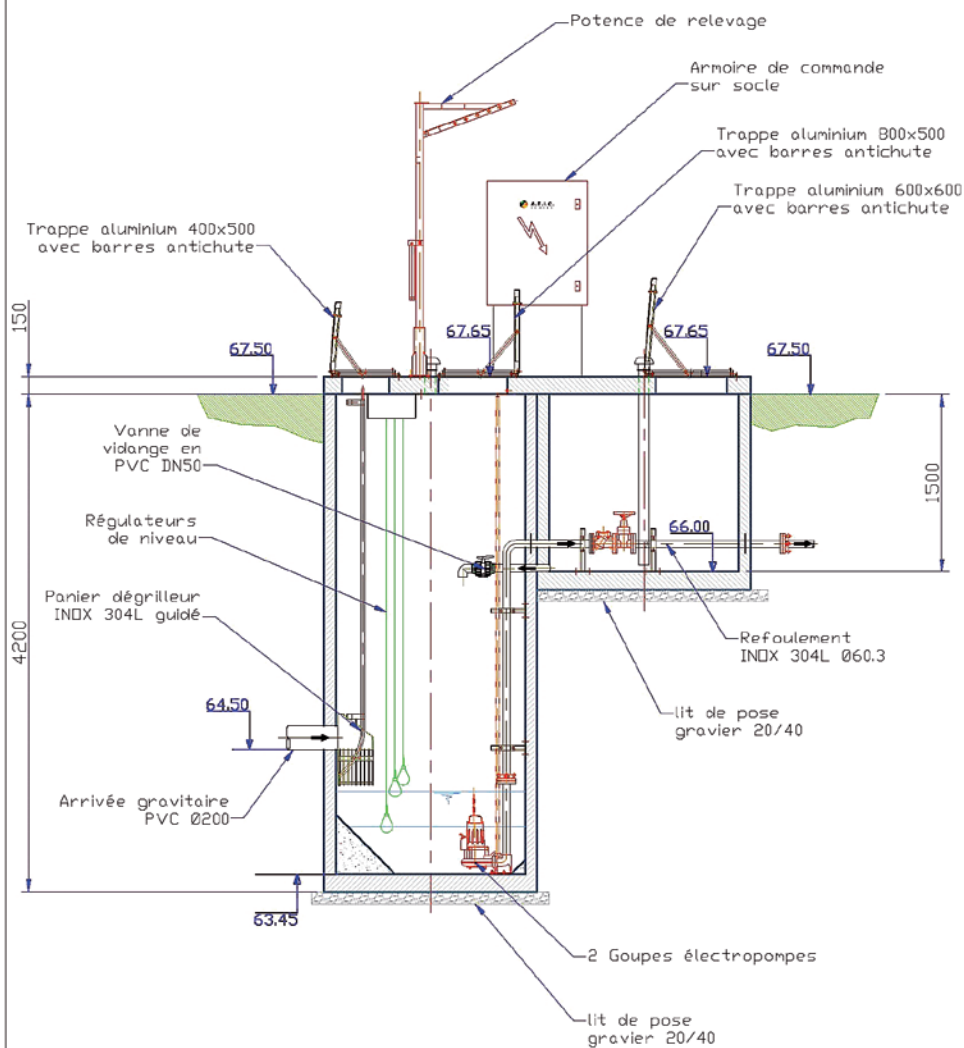 Potence de relevage
Armoire de commande
sur socle
Trappe aluminium 800x500
avec barres antichute
Trappe aluminium 600x600
avec barres antichute
Trappe aluminium 400x500
avec barres antichute
150
67.50
67.65
67.65
67.50
Vanne de
vidange en
PVC DN50
1500
Régulateurs
de niveau
66.00
Panier dégrilleur
INOX 304L guidé
4200
Refoulement
INOX 304L Ø60.3
64.50
lit de pose
gravier 20/40
Arrivée gravitaire
PVC Ø200
63.45
2 Goupes électropompes
lit de pose
gravier 20/40